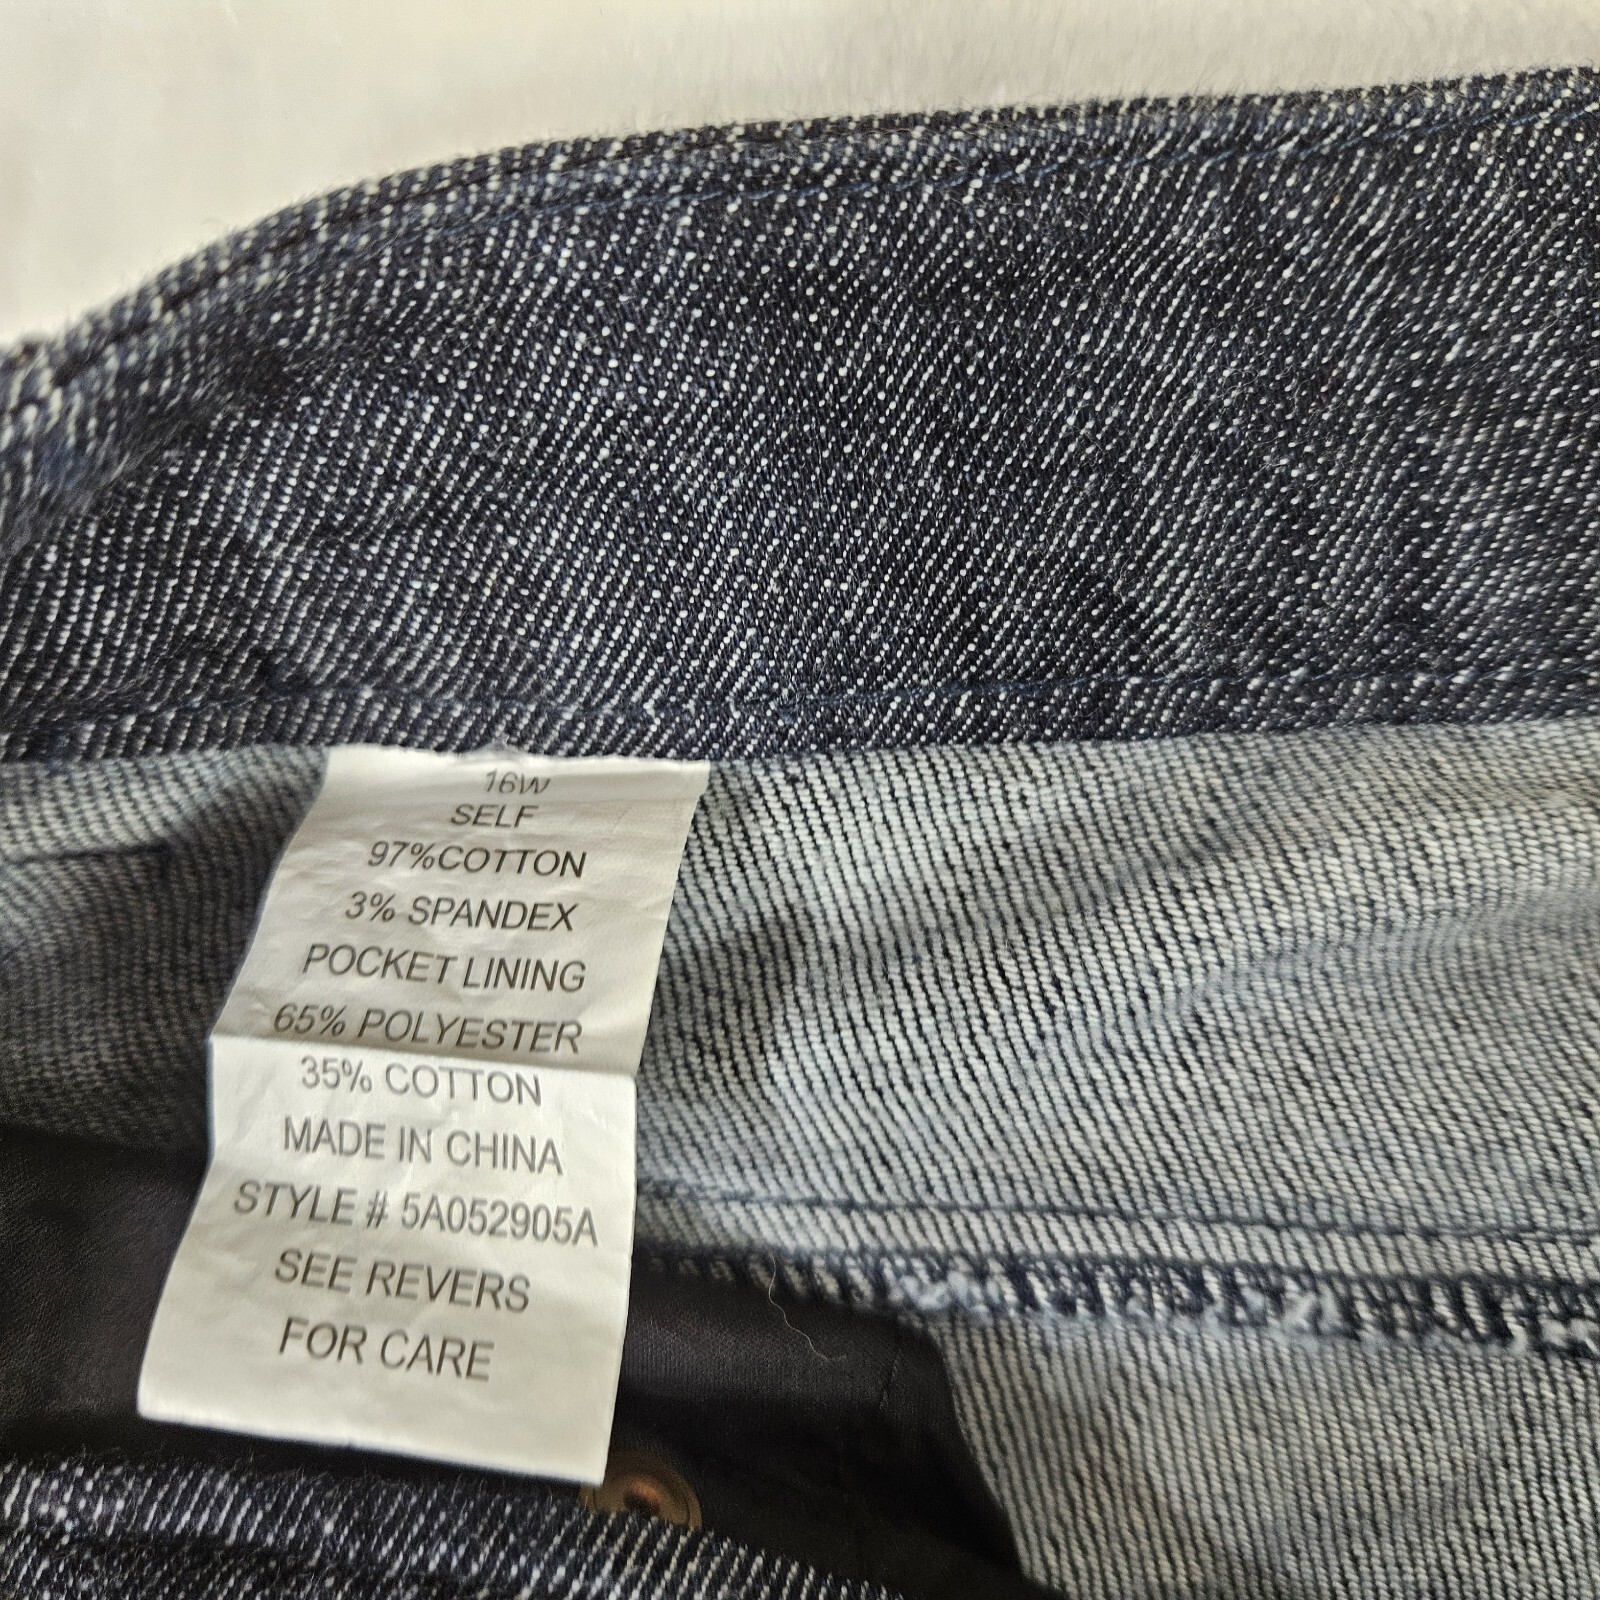 16W
SELF
97%COTTON
3% SPANDEX
POCKET LINING
65% POLYESTER
35% COTTON
MADE IN CHINA
STYLE # 5A052905A
SEE REVERS
FOR CARE